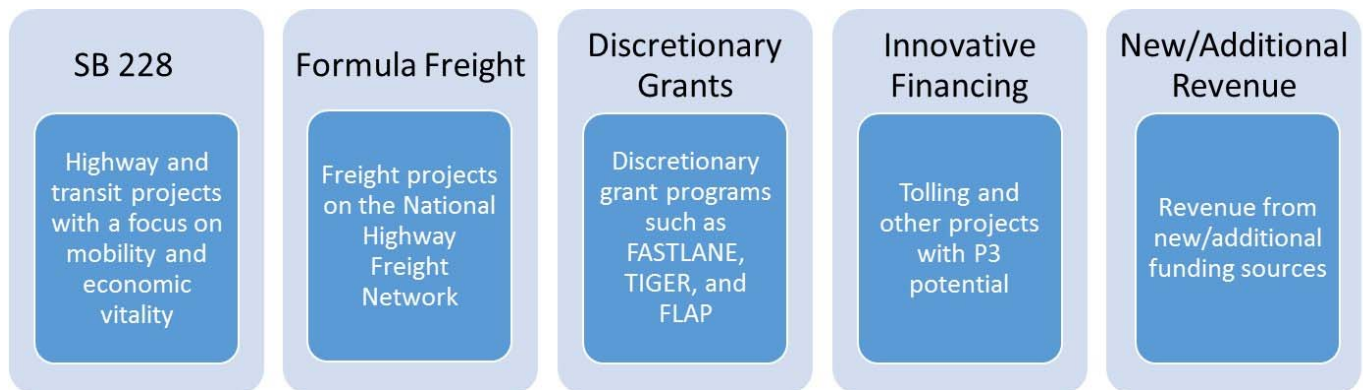 SB 228
Highway and
transit projects
with a focus on
mobility and
economic
vitality
Formula Freight
Freight projects
on the National
Highway
Freight
Network
Discretionary
Grants
Discretionary
grant programs
such as
FASTLANE,
TIGER, and
FLAP
Innovative
Financing
Tolling and
other projects
with P3
potential
New/Additional
Revenue
Revenue from
new/additional
funding sources